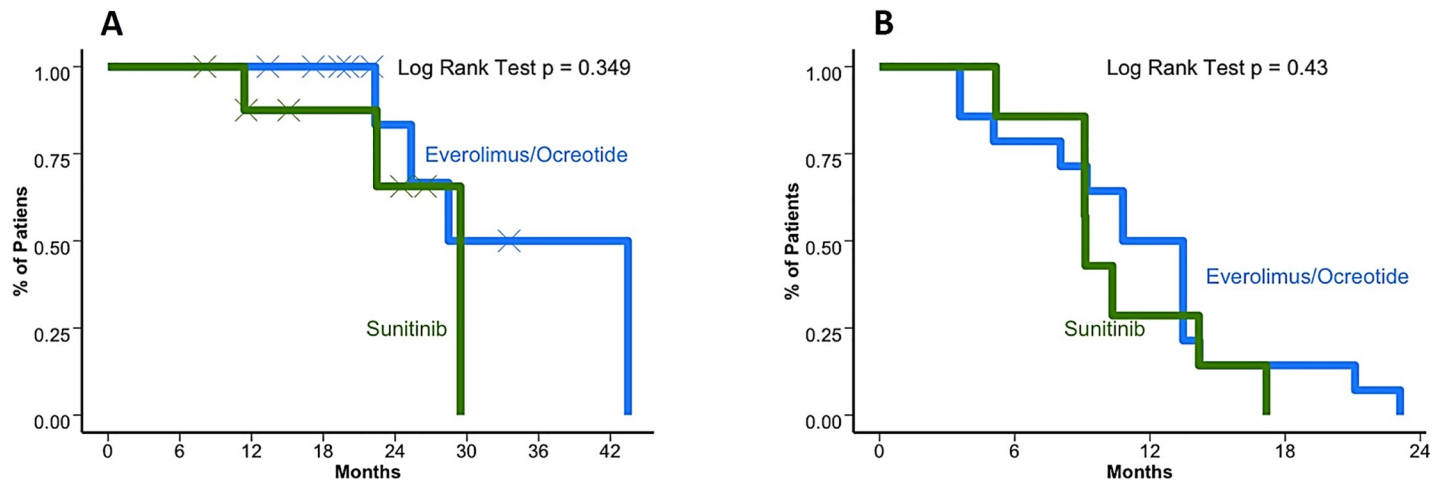 A
Log Rank Test p = 0.349
1.00
0.75
0.50
0.25
0.00
% of Patients
Everolimus/Ocreotide
Sunitinib
0 6 12 18 24 30 36 42
Months
B
Log Rank Test p = 0.43
1.00
0.75
0.50
0.25
0.00
% of Patients
Everolimus/Ocreotide
Sunitinib
0 6 12 18 24
Months